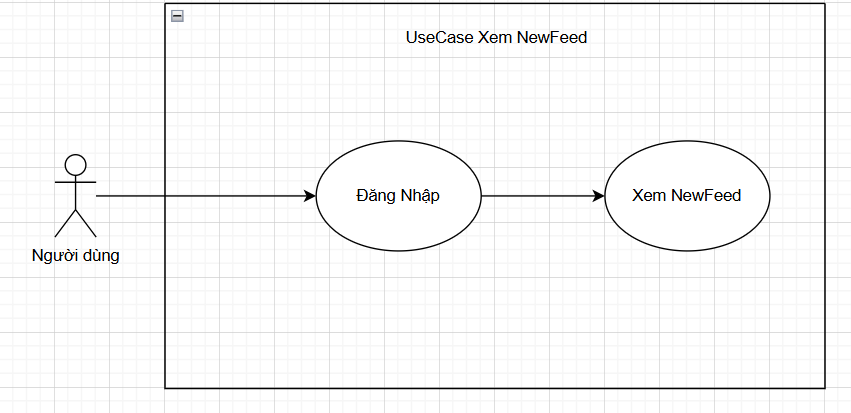 UseCase Xem NewFeed
Đăng Nhập
Xem NewFeed
Người dùng